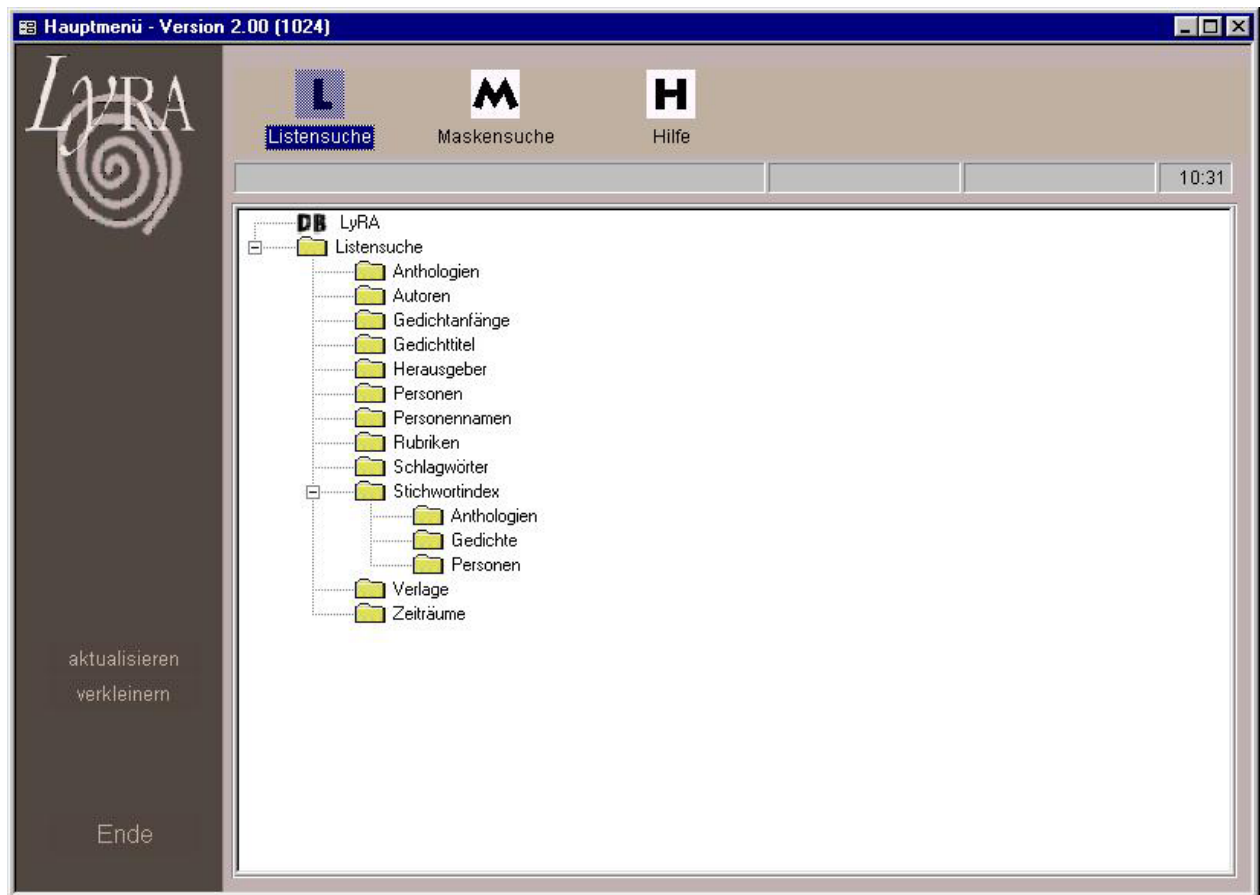 Hauptmenü - Version 2.00 (1024)
LyRA
L M H
Listensuche Maskensuche Hilfe
10:31
DB LyRA
Listensuche
Anthologien
Autoren
Gedichtanfänge
Gedichttitel
Herausgeber
Personen
Personennamen
Rubriken
Schlagwörter
Stichwortindex
Anthologien
Gedichte
Personen
Verlage
Zeiträume
aktualisieren
verkleinern
Ende